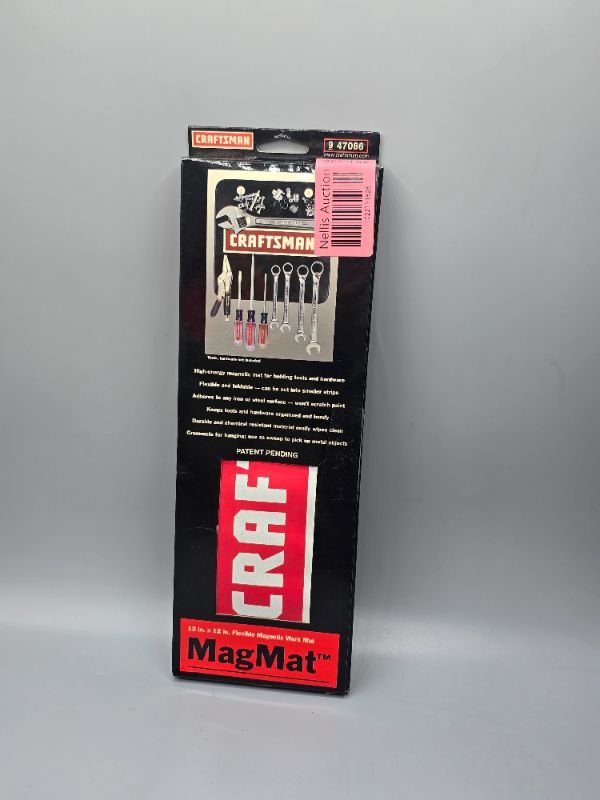 CRAFTSMAN
9 47086
www.craftsman.com
Nellis Auction
CRAFTSMAN
Tools, hardware not included
High-energy magnetic mat for holding tools and hardware
Flexible and foldable — can be cut into smaller strips
Adheres to any iron or steel surface — won't scratch paint
Keeps tools and hardware organized and handy
Durable and chemical resistant material easily wipes clean
Grommets for hanging; use as sweep to pick up metal objects
PATENT PENDING
CRAF
12 in. x 12 in. Flexible Magnetic Work Mat
MagMat™